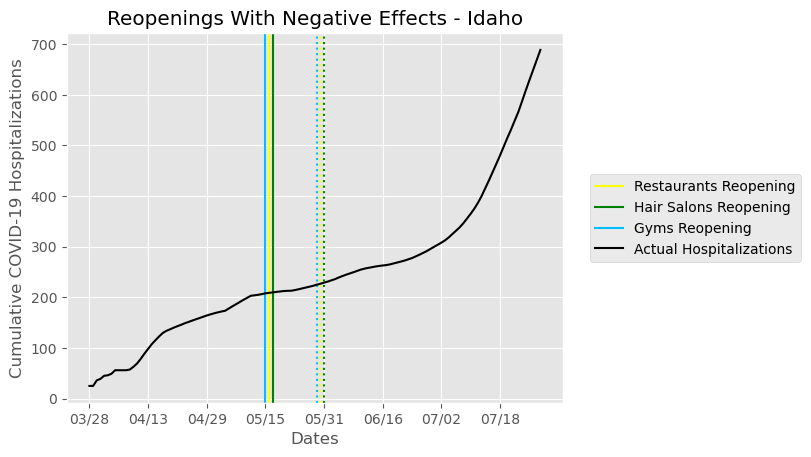 Reopenings With Negative Effects - Idaho
Cumulative COVID-19 Hospitalizations
700
600
500
400
300
200
100
0
03/28 04/13 04/29 05/15 05/31 06/16 07/02 07/18
Dates
Restaurants Reopening
Hair Salons Reopening
Gyms Reopening
Actual Hospitalizations